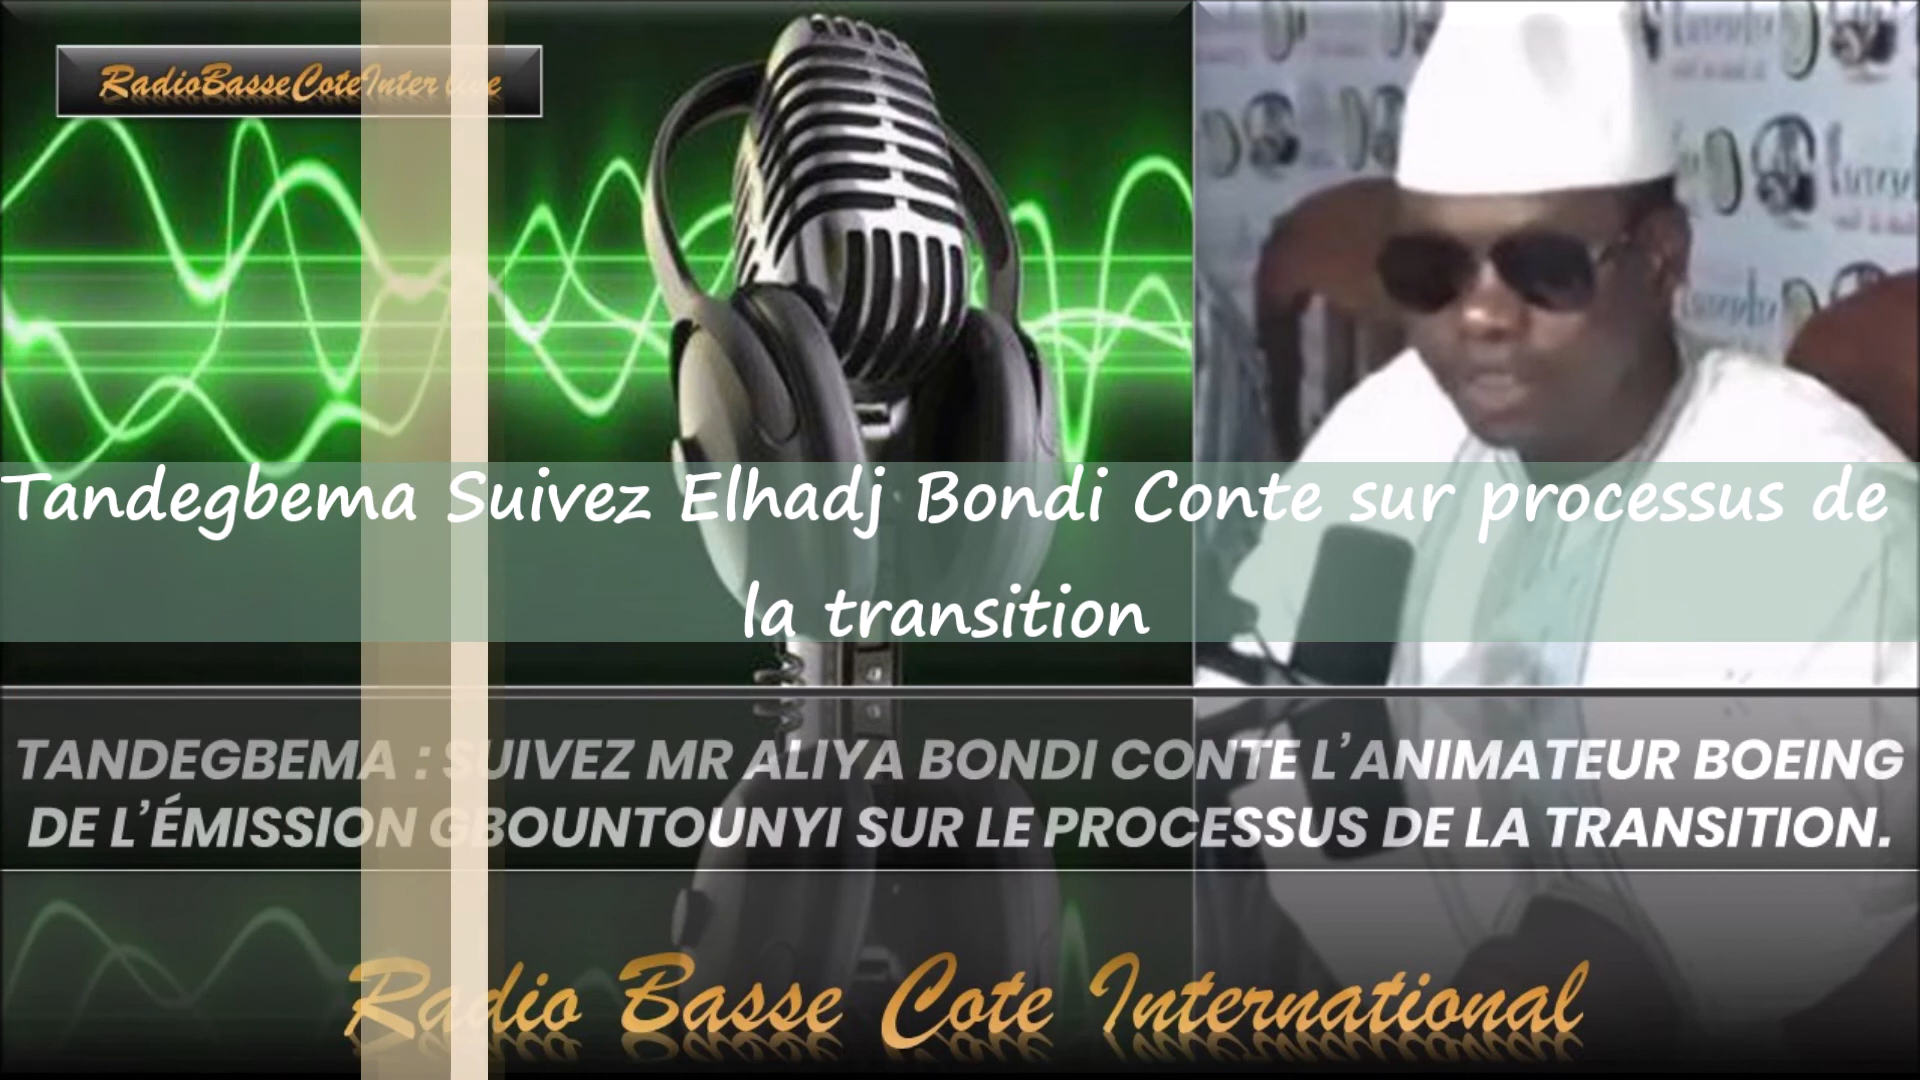 RadioBasseCoteInter live
Tandegbema Suivez Elhadj Bondi Conte sur processus de
la transition
TANDEGBEMA : SUIVEZ MR ALIYA BONDI CONTE L’ANIMATEUR BOEING
DE L’ÉMISSION GBOUNTOUNYI SUR LE PROCESSUS DE LA TRANSITION.
Radio Basse Cote International